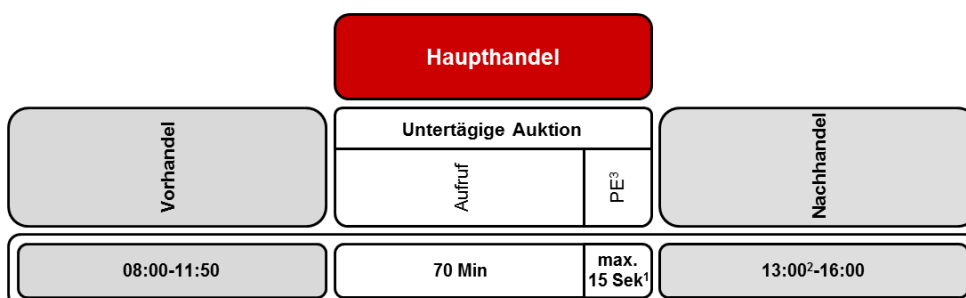 Haupthandel
Vorhandel
Untertägige Auktion
Aufruf
PE³
Nachhandel
08:00-11:50
70 Min
max.
15 Sek¹
13:00²-16:00